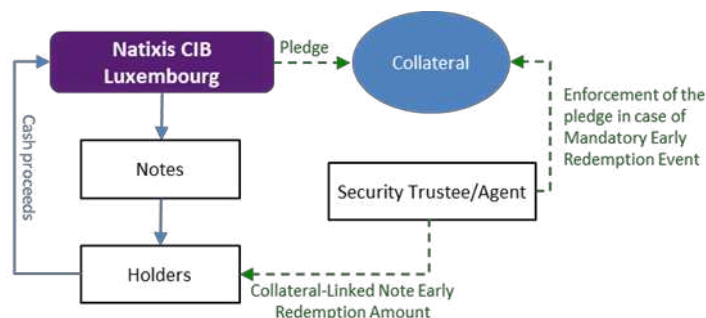 Natixis CIB
Luxembourg
Pledge
Collateral
Cash proceeds
Enforcement of the
pledge in case of
Mandatory Early
Redemption Event
Notes
Security Trustee/Agent
Holders
Collateral-Linked Note Early
Redemption Amount